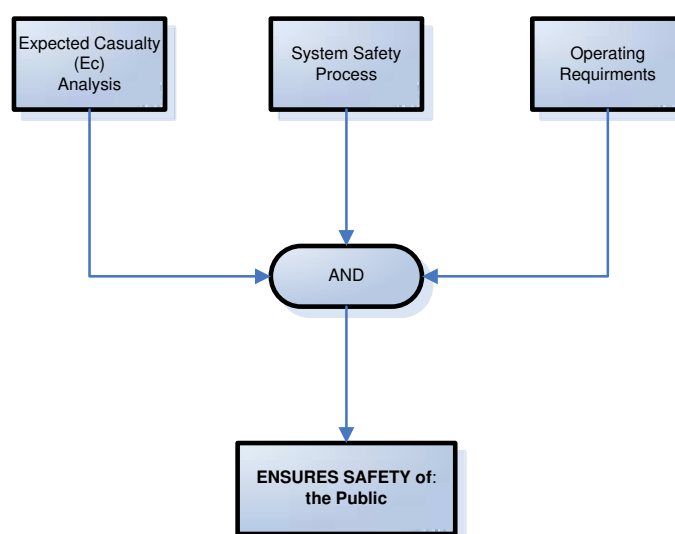 Expected Casualty
(Ec)
Analysis
System Safety
Process
Operating
Requirments
AND
ENSURES SAFETY of:
the Public